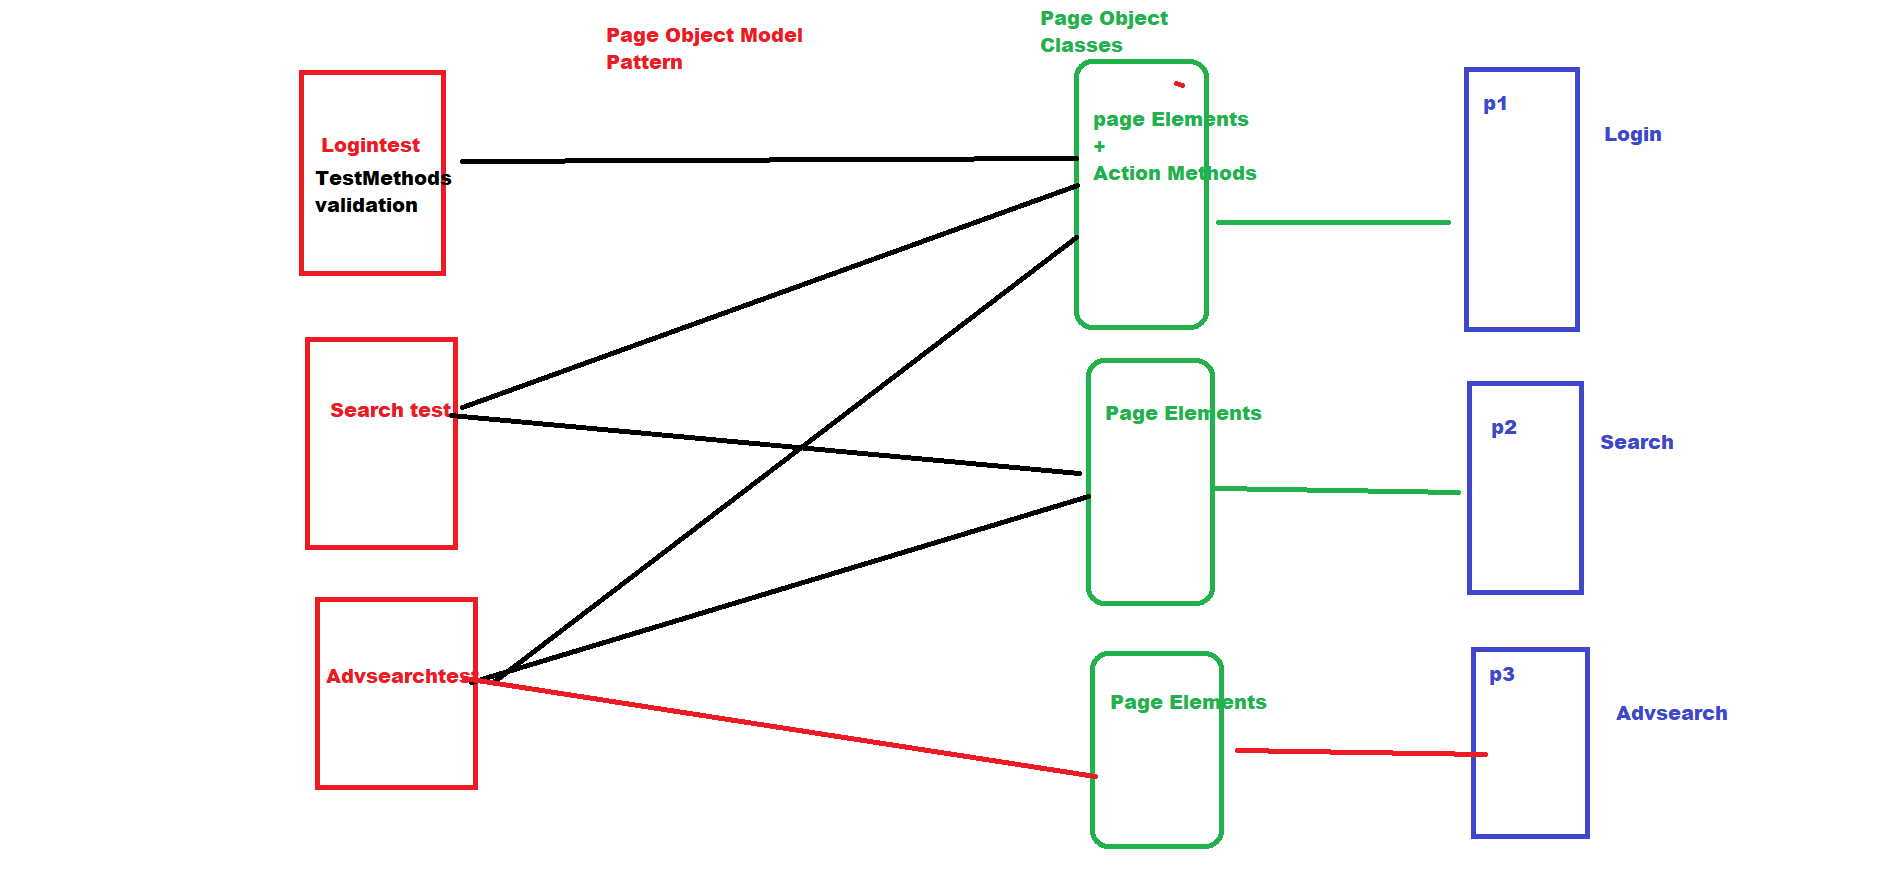 Page Object Model
Pattern
Page Object
Classes
Logintest
TestMethods
validation
page Elements
+
Action Methods
p1
Login
Search test
Page Elements
p2
Search
Advsearchtest
Page Elements
p3
Advsearch